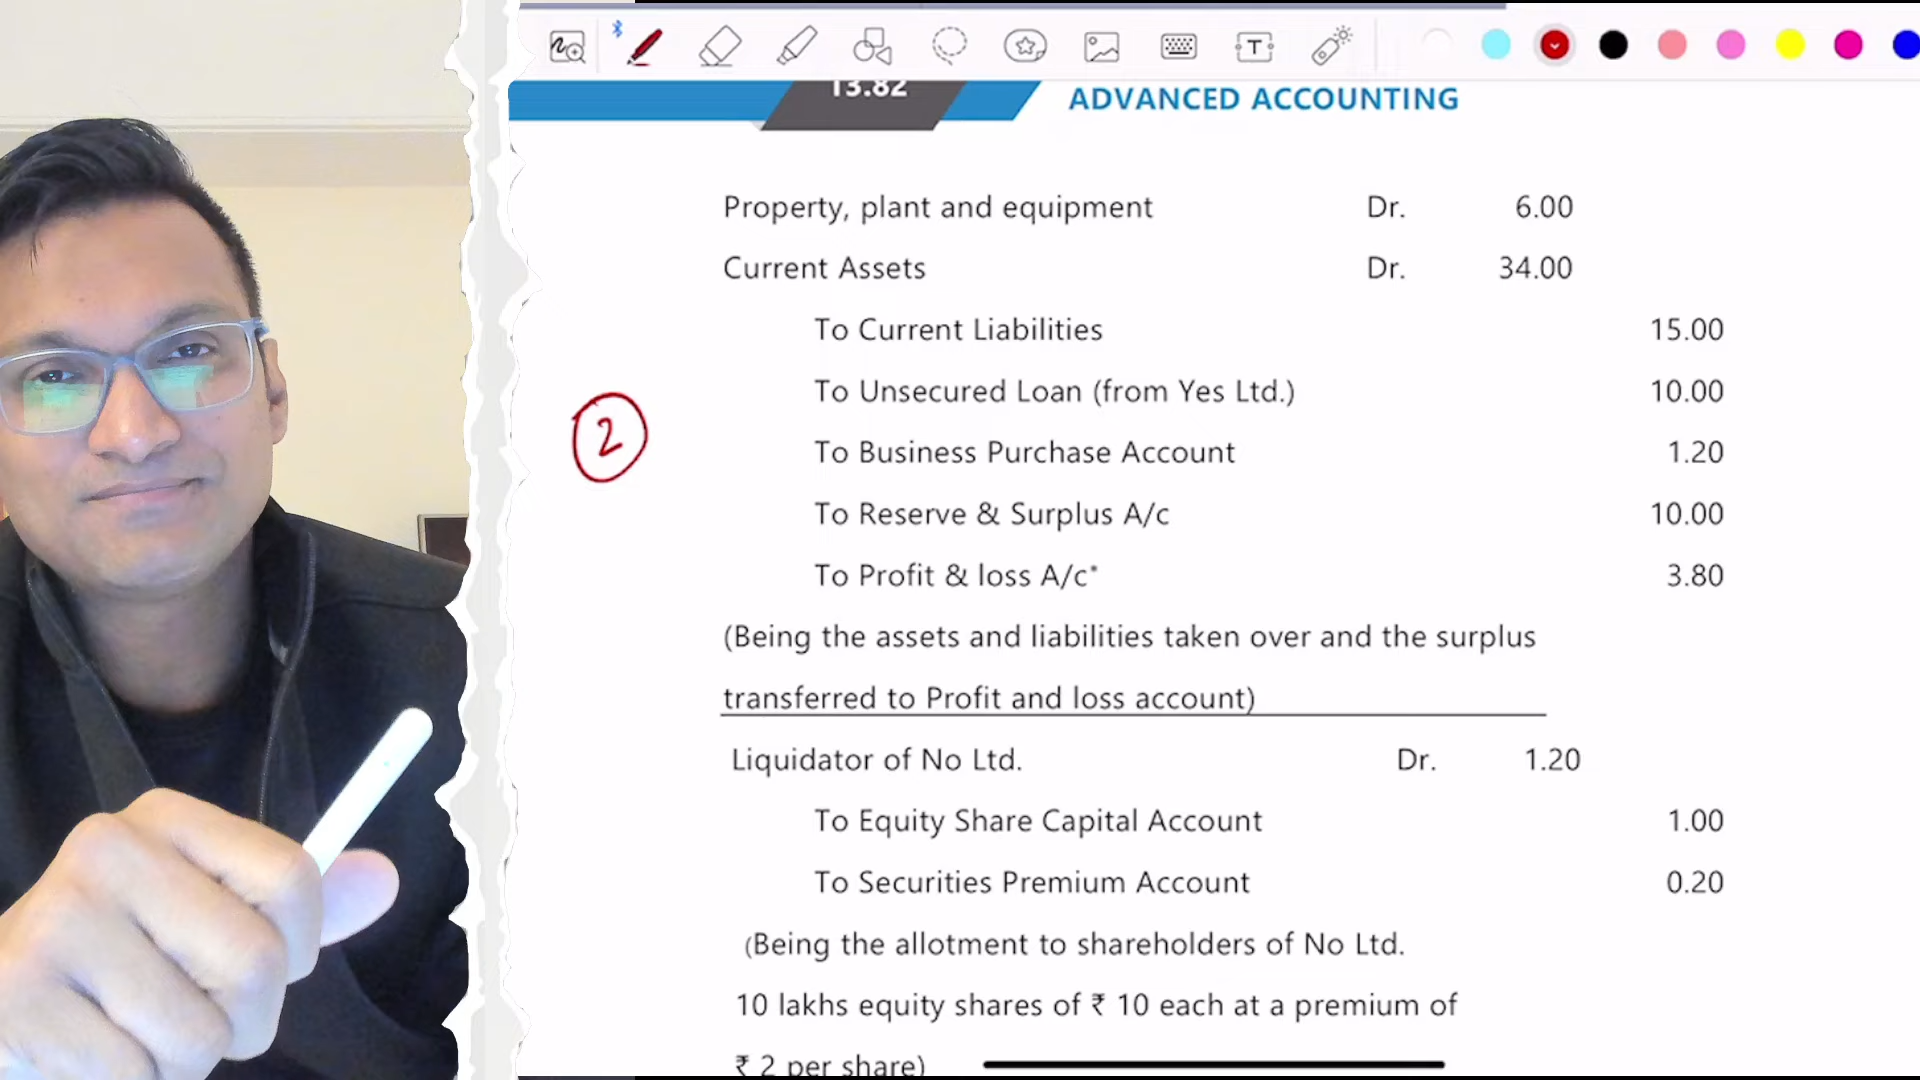 T
13.82
ADVANCED ACCOUNTING
Property, plant and equipment Dr. 6.00
Current Assets Dr. 34.00
To Current Liabilities 15.00
To Unsecured Loan (from Yes Ltd.) 10.00
2
To Business Purchase Account 1.20
To Reserve & Surplus A/c 10.00
To Profit & loss A/c* 3.80
(Being the assets and liabilities taken over and the surplus
transferred to Profit and loss account)
Liquidator of No Ltd. Dr. 1.20
To Equity Share Capital Account 1.00
To Securities Premium Account 0.20
(Being the allotment to shareholders of No Ltd.
10 lakhs equity shares of ₹ 10 each at a premium of
₹ 2 per share)